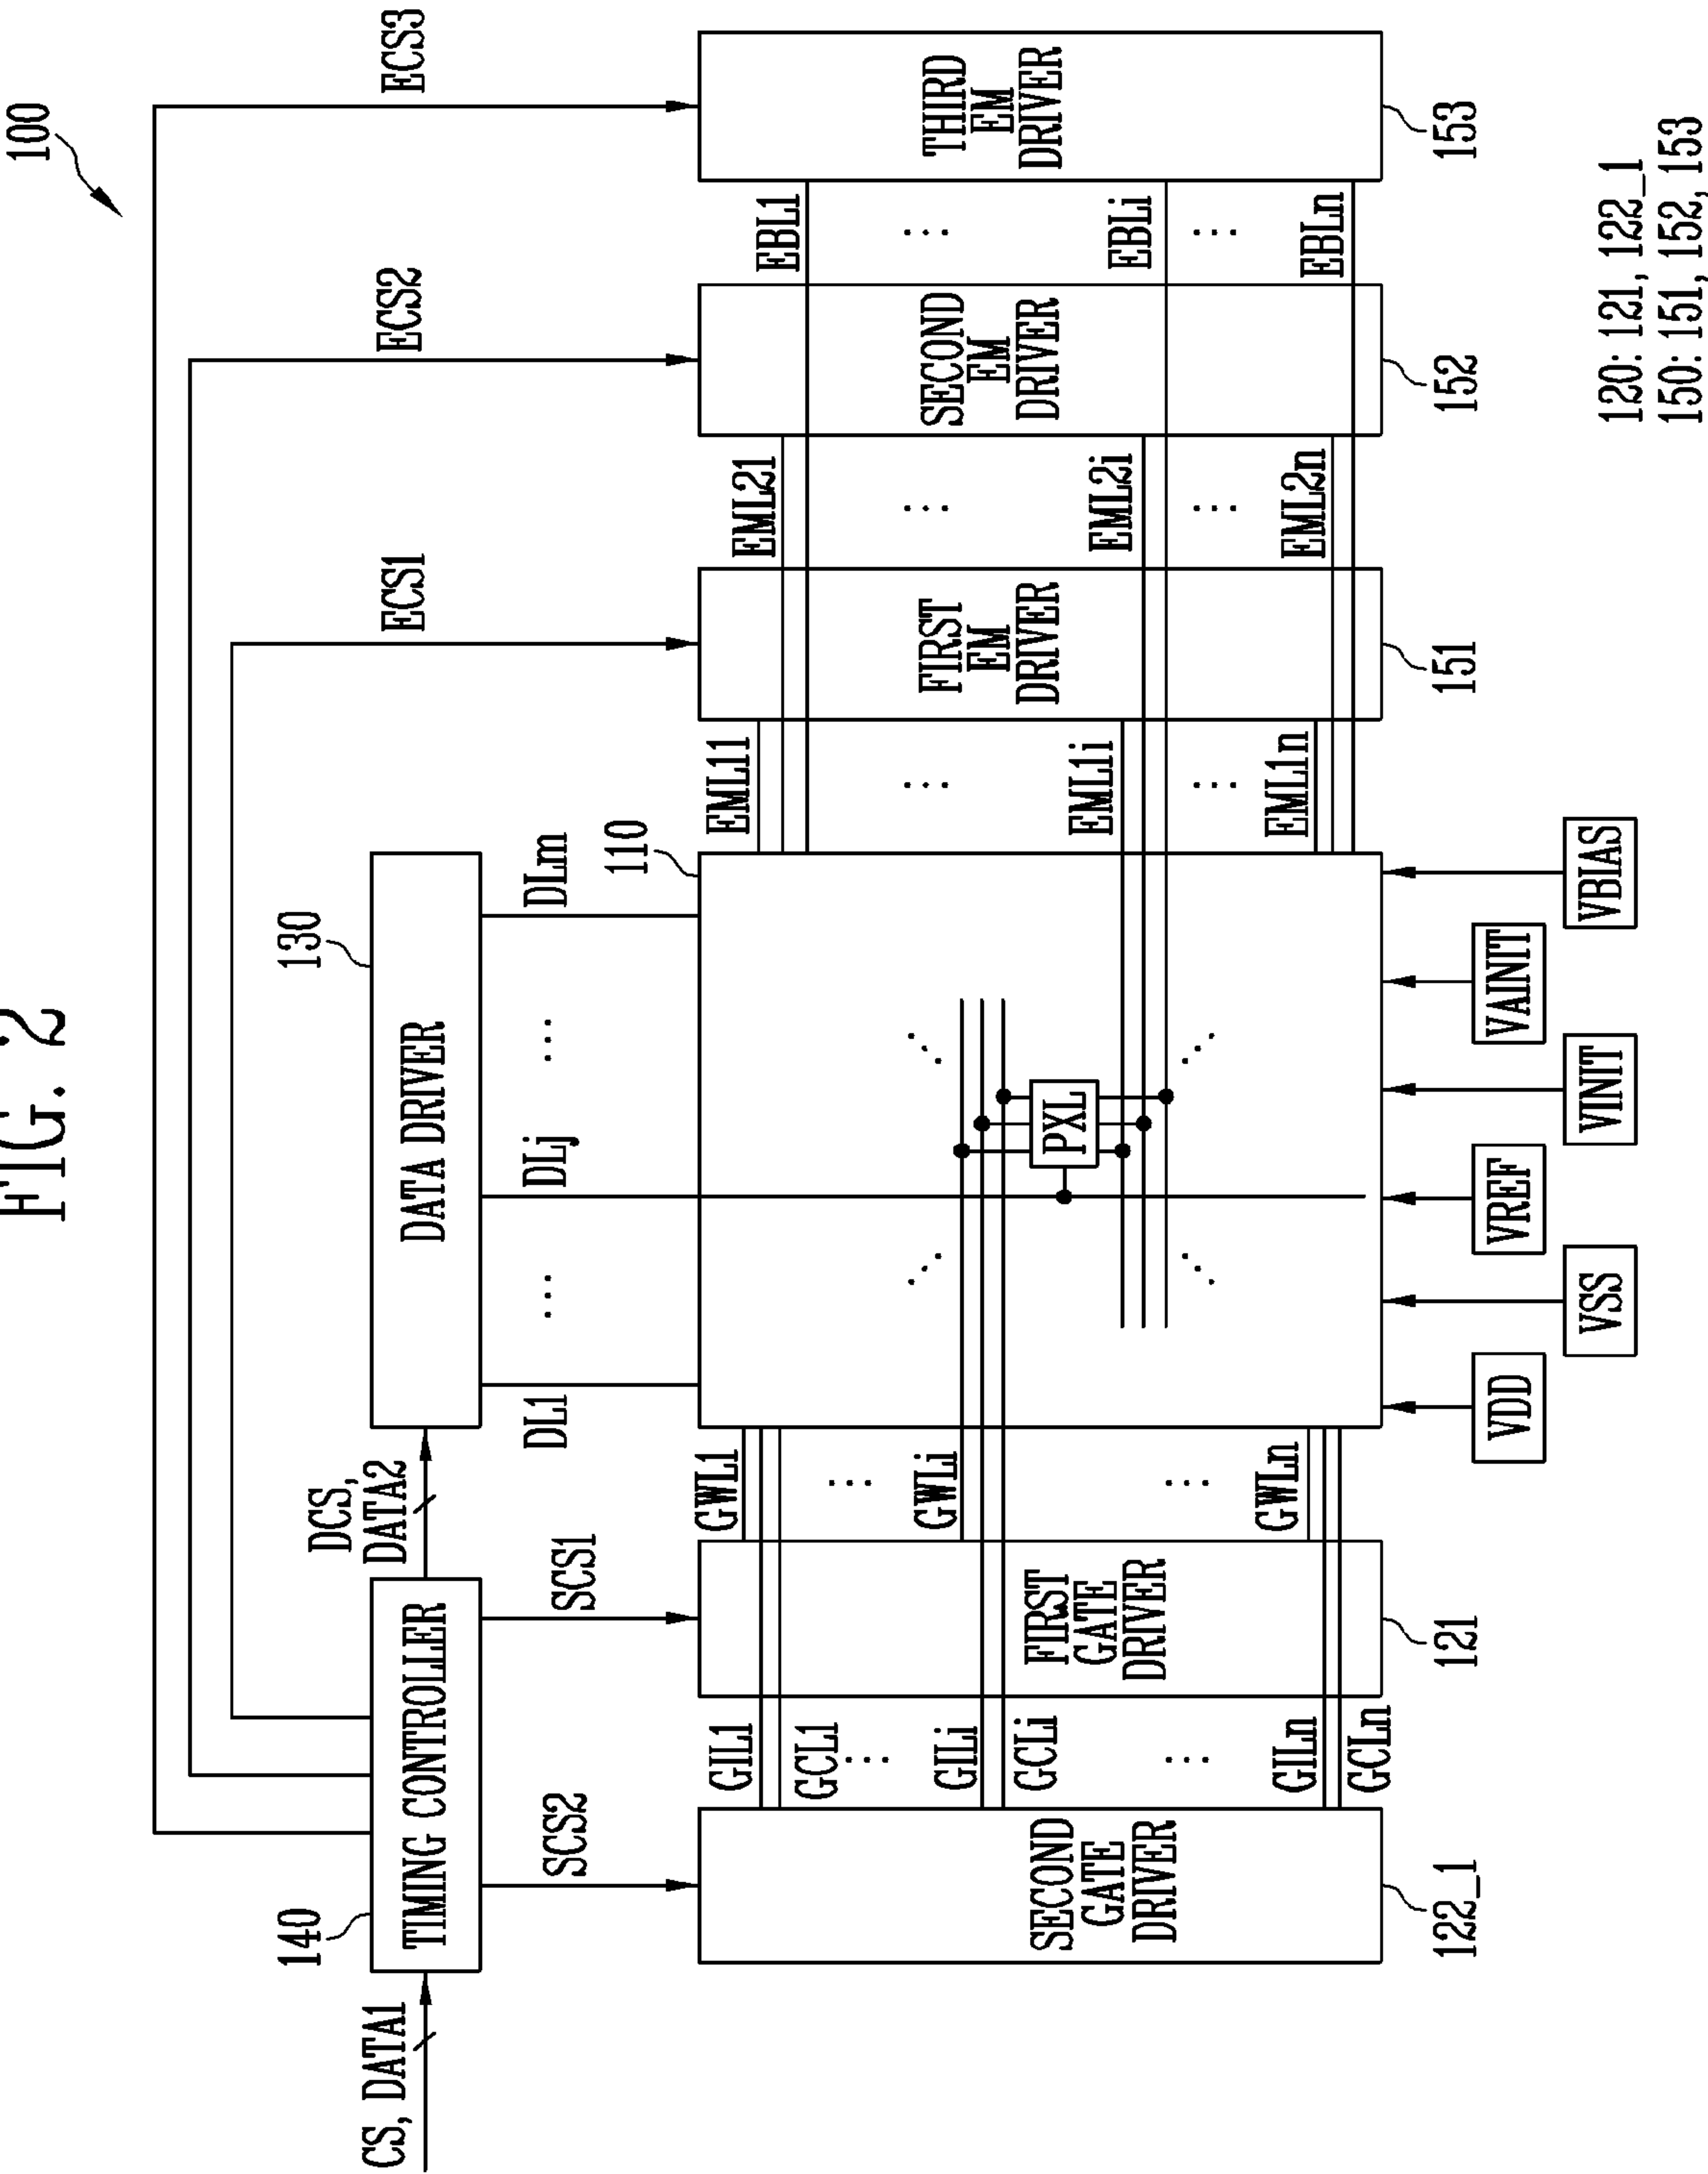 FIG. 2
100
ECS3
ECS2
ECS1
140
130
CS, DATA1
TIMING CONTROLLER
DCS,
DATA2
DATA DRIVER
SCS2
SCS1
DL1
...
DLj
...
DLm
110
SECOND
GATE
DRIVER
122_1
GIL1
GCL1
...
GILi
GCLi
...
GILn
GCLn
FIRST
GATE
DRIVER
121
GWL1
...
GWLi
...
GWLn
PXL
EML11
...
EML1i
...
EML1n
FIRST
EM
DRIVER
151
EML21
...
EML2i
...
EML2n
SECOND
EM
DRIVER
152
EBL1
...
EBLi
...
EBLn
THIRD
EM
DRIVER
153
VDD
VSS
VREF
VINIT
VAINIT
VBIAS
120: 121, 122_1
150: 151, 152, 153